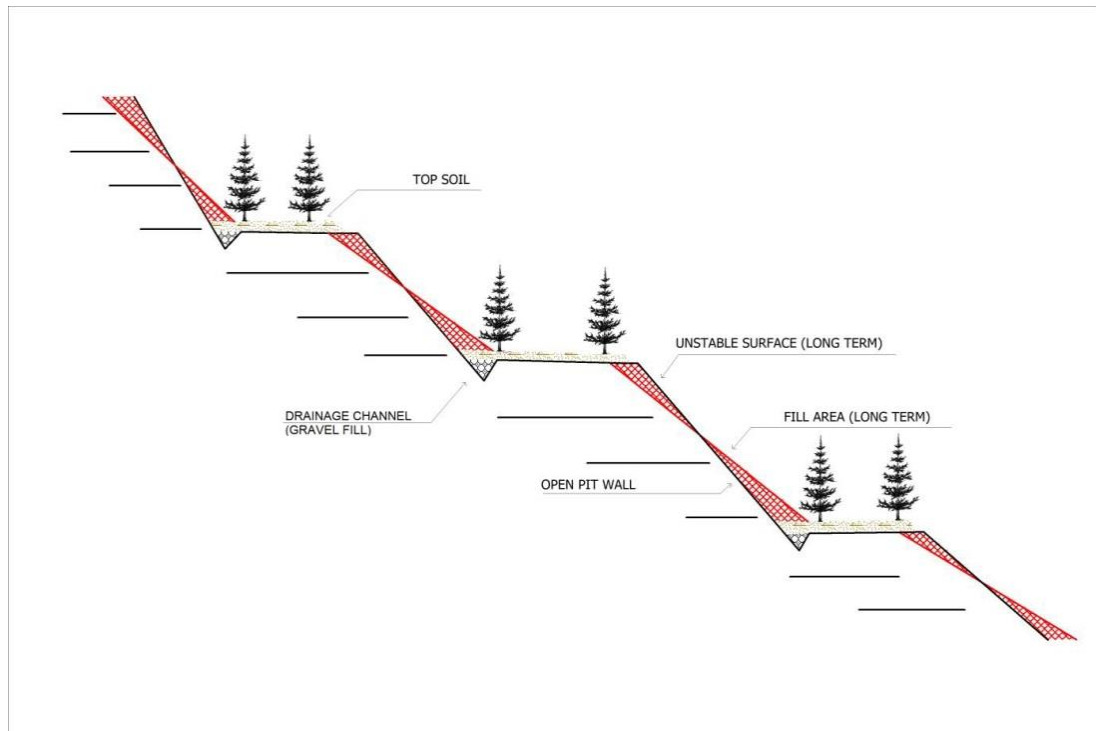 TOP SOIL
UNSTABLE SURFACE (LONG TERM)
FILL AREA (LONG TERM)
DRAINAGE CHANNEL
(GRAVEL FILL)
OPEN PIT WALL